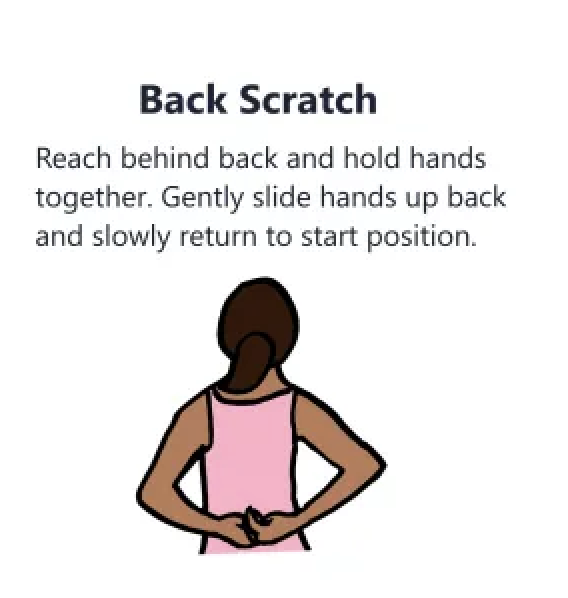 Back Scratch
Reach behind back and hold hands
together. Gently slide hands up back
and slowly return to start position.